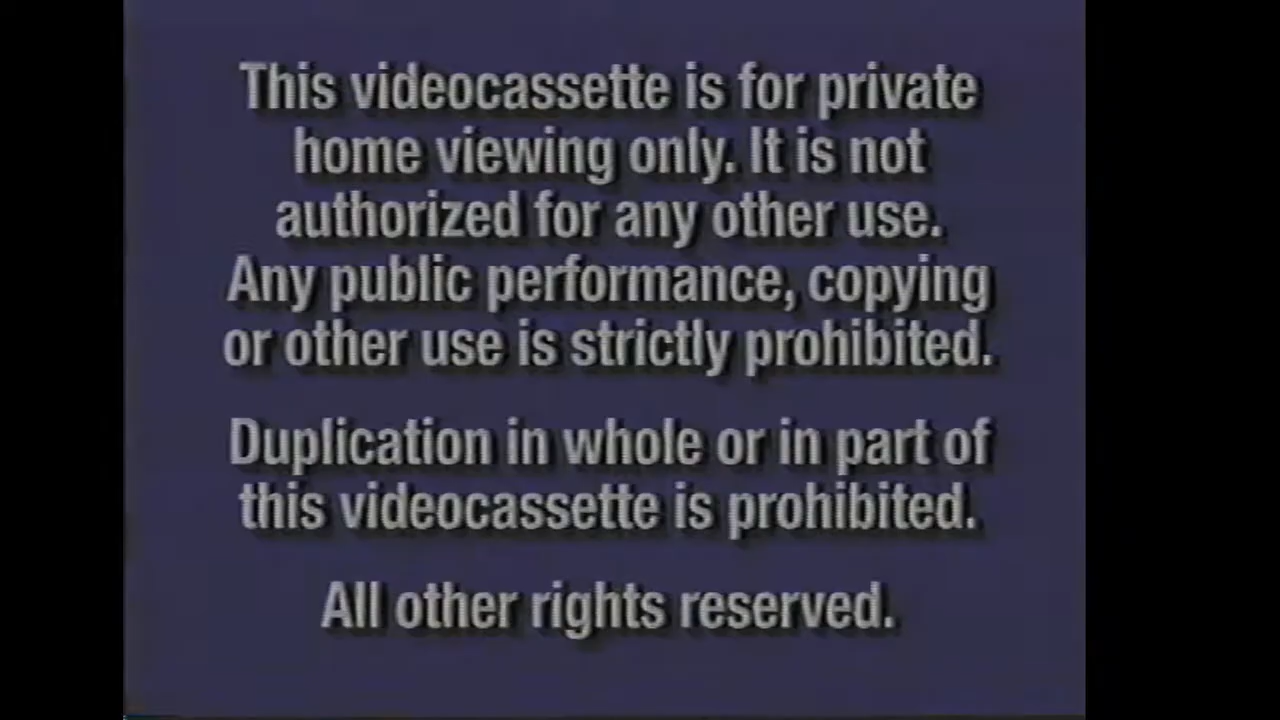 This videocassette is for private
home viewing only. It is not
authorized for any other use.
Any public performance, copying
or other use is strictly prohibited.
Duplication in whole or in part of
this videocassette is prohibited.
All other rights reserved.